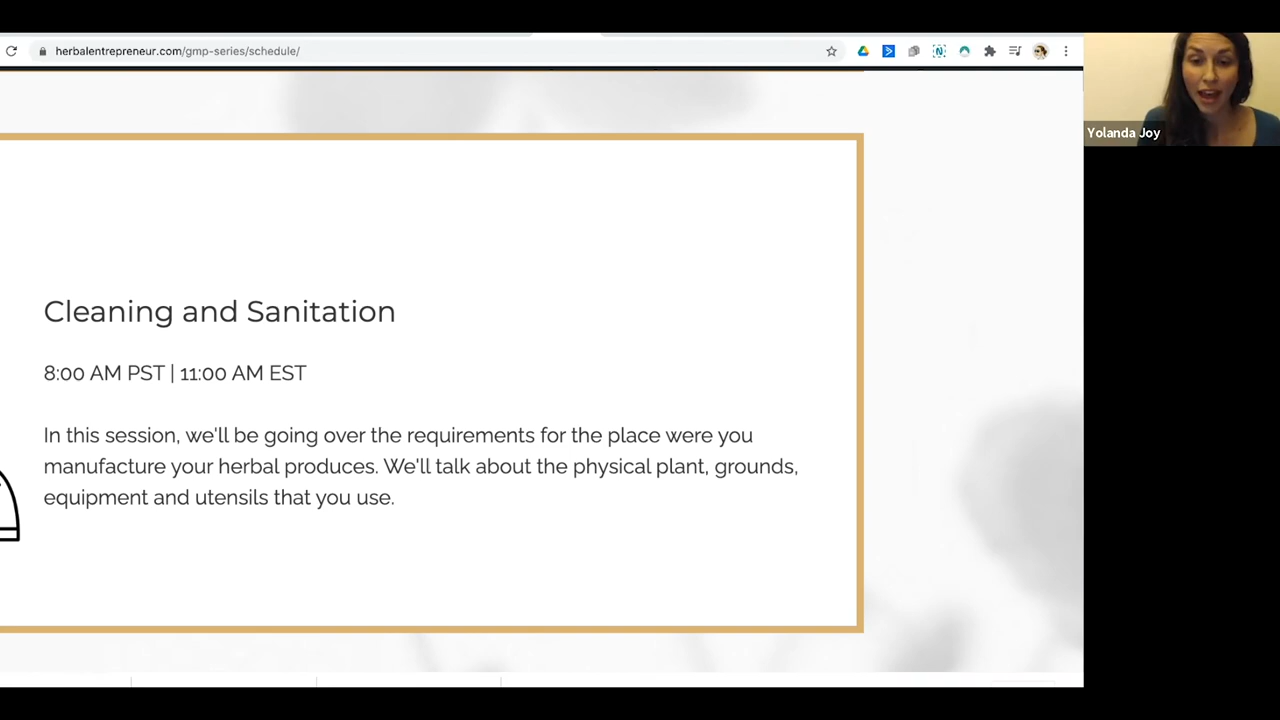 herbalentrepreneur.com/gmp-series/schedule/
Yolanda Joy
Cleaning and Sanitation
8:00 AM PST | 11:00 AM EST
In this session, we'll be going over the requirements for the place were you
manufacture your herbal produces. We'll talk about the physical plant, grounds,
equipment and utensils that you use.